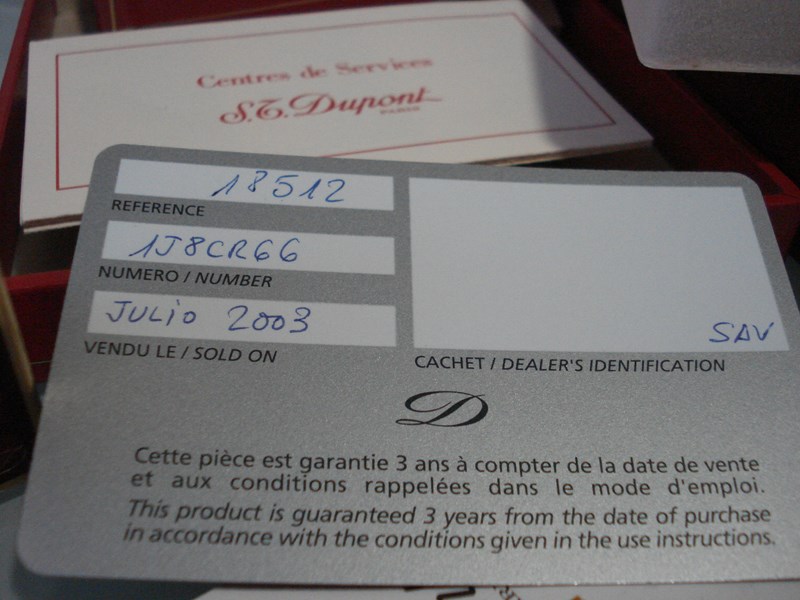 Centres de Services
S.T. Dupont
PARIS
18512
REFERENCE
1J8CR66
NUMERO / NUMBER
JULIO 2003
VENDU LE / SOLD ON
SAV
CACHET / DEALER'S IDENTIFICATION
D
Cette pièce est garantie 3 ans à compter de la date de vente
et aux conditions rappelées dans le mode d'emploi.
This product is guaranteed 3 years from the date of purchase
in accordance with the conditions given in the use instructions.